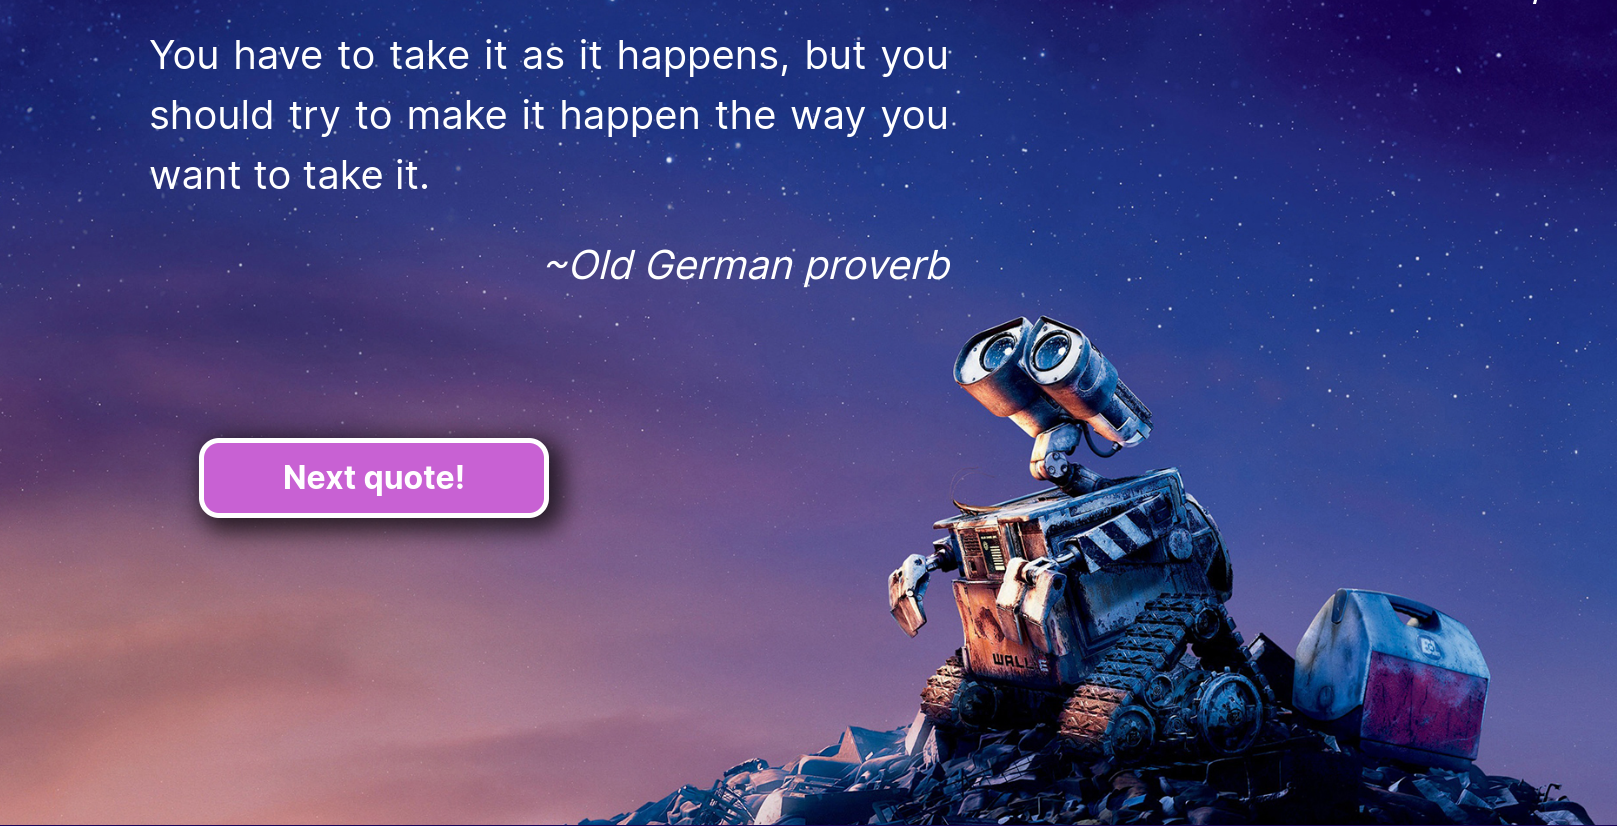 You have to take it as it happens, but you
should try to make it happen the way you
want to take it.
~Old German proverb
Next quote!
WALL·E